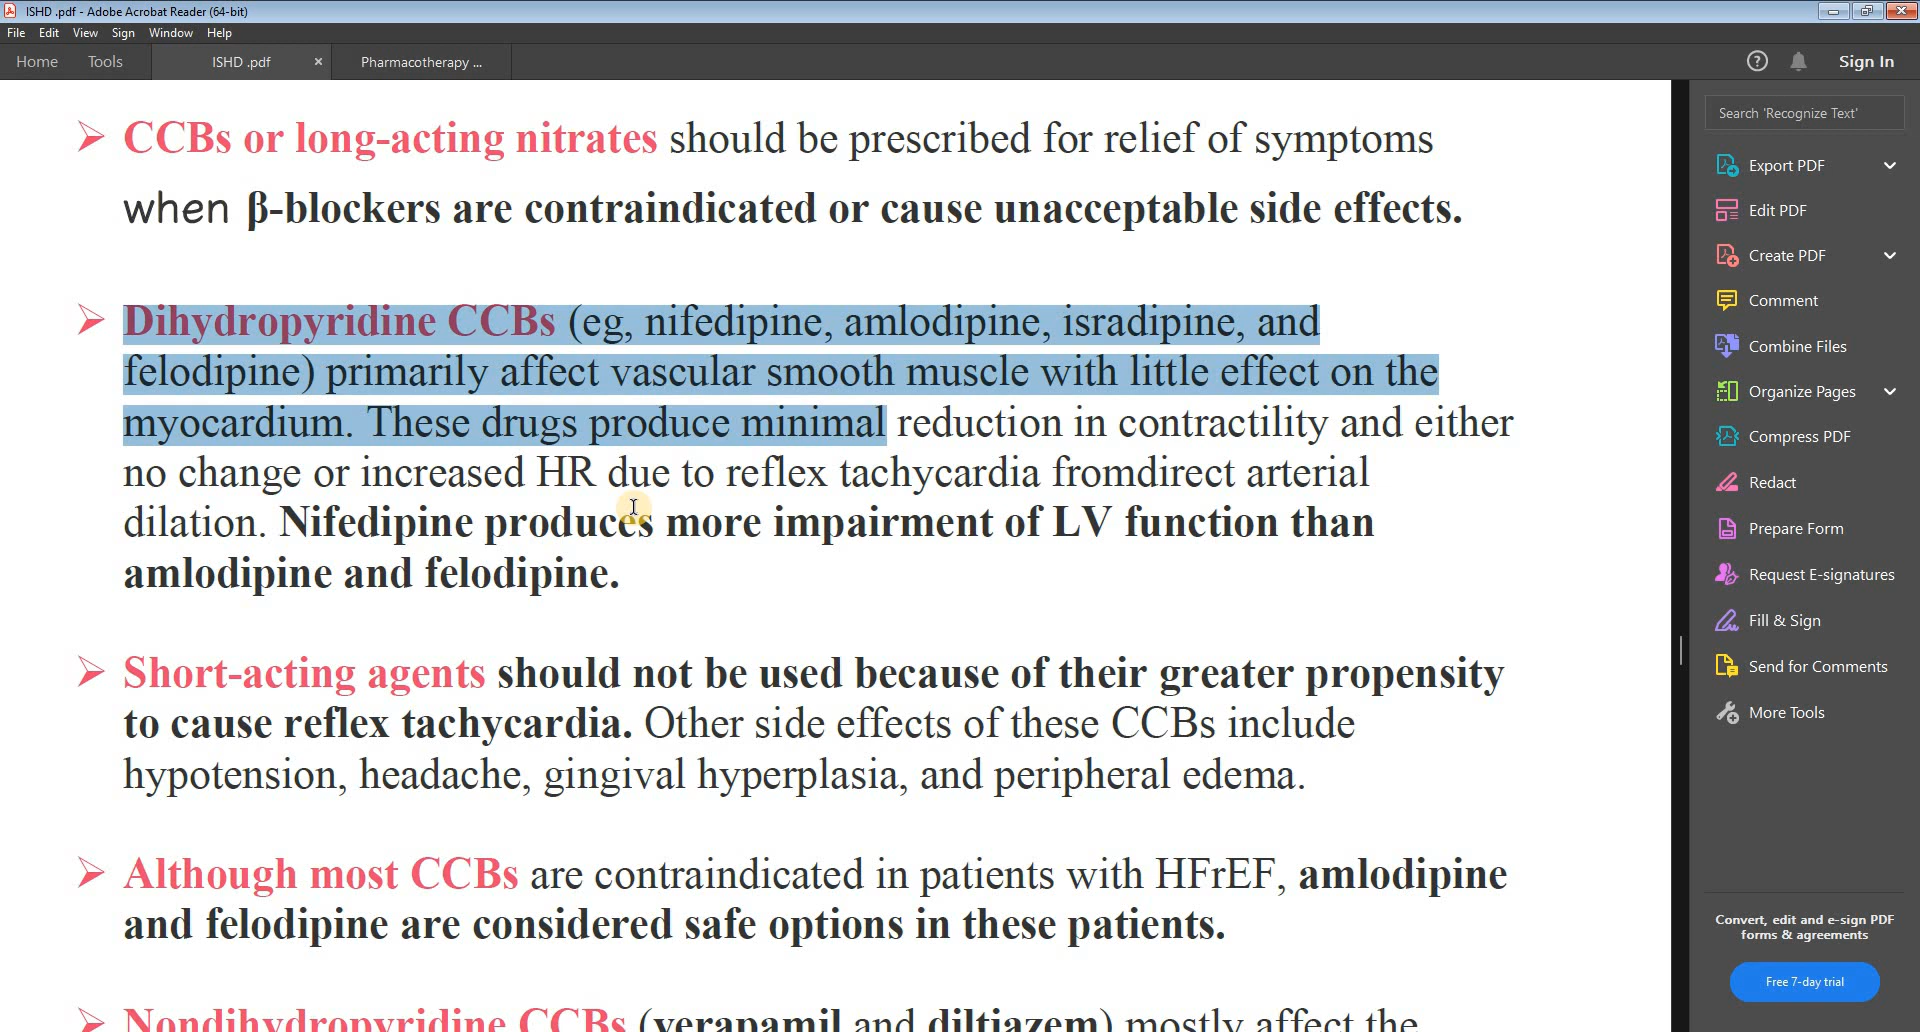 ISHD .pdf - Adobe Acrobat Reader (64-bit)
File Edit View Sign Window Help
Home Tools ISHD .pdf × Pharmacotherapy ... Sign In
CCBs or long-acting nitrates should be prescribed for relief of symptoms
when β-blockers are contraindicated or cause unacceptable side effects.
Dihydropyridine CCBs (eg, nifedipine, amlodipine, isradipine, and
felodipine) primarily affect vascular smooth muscle with little effect on the
myocardium. These drugs produce minimal reduction in contractility and either
no change or increased HR due to reflex tachycardia fromdirect arterial
dilation. Nifedipine produces more impairment of LV function than
amlodipine and felodipine.
Short-acting agents should not be used because of their greater propensity
to cause reflex tachycardia. Other side effects of these CCBs include
hypotension, headache, gingival hyperplasia, and peripheral edema.
Although most CCBs are contraindicated in patients with HFrEF, amlodipine
and felodipine are considered safe options in these patients.
Nondihydropyridine CCBs (verapamil and diltiazem) mostly affect the
Search 'Recognize Text'
Export PDF
Edit PDF
Create PDF
Comment
Combine Files
Organize Pages
Compress PDF
Redact
Prepare Form
Request E-signatures
Fill & Sign
Send for Comments
More Tools
Convert, edit and e-sign PDF
forms & agreements
Free 7-day trial